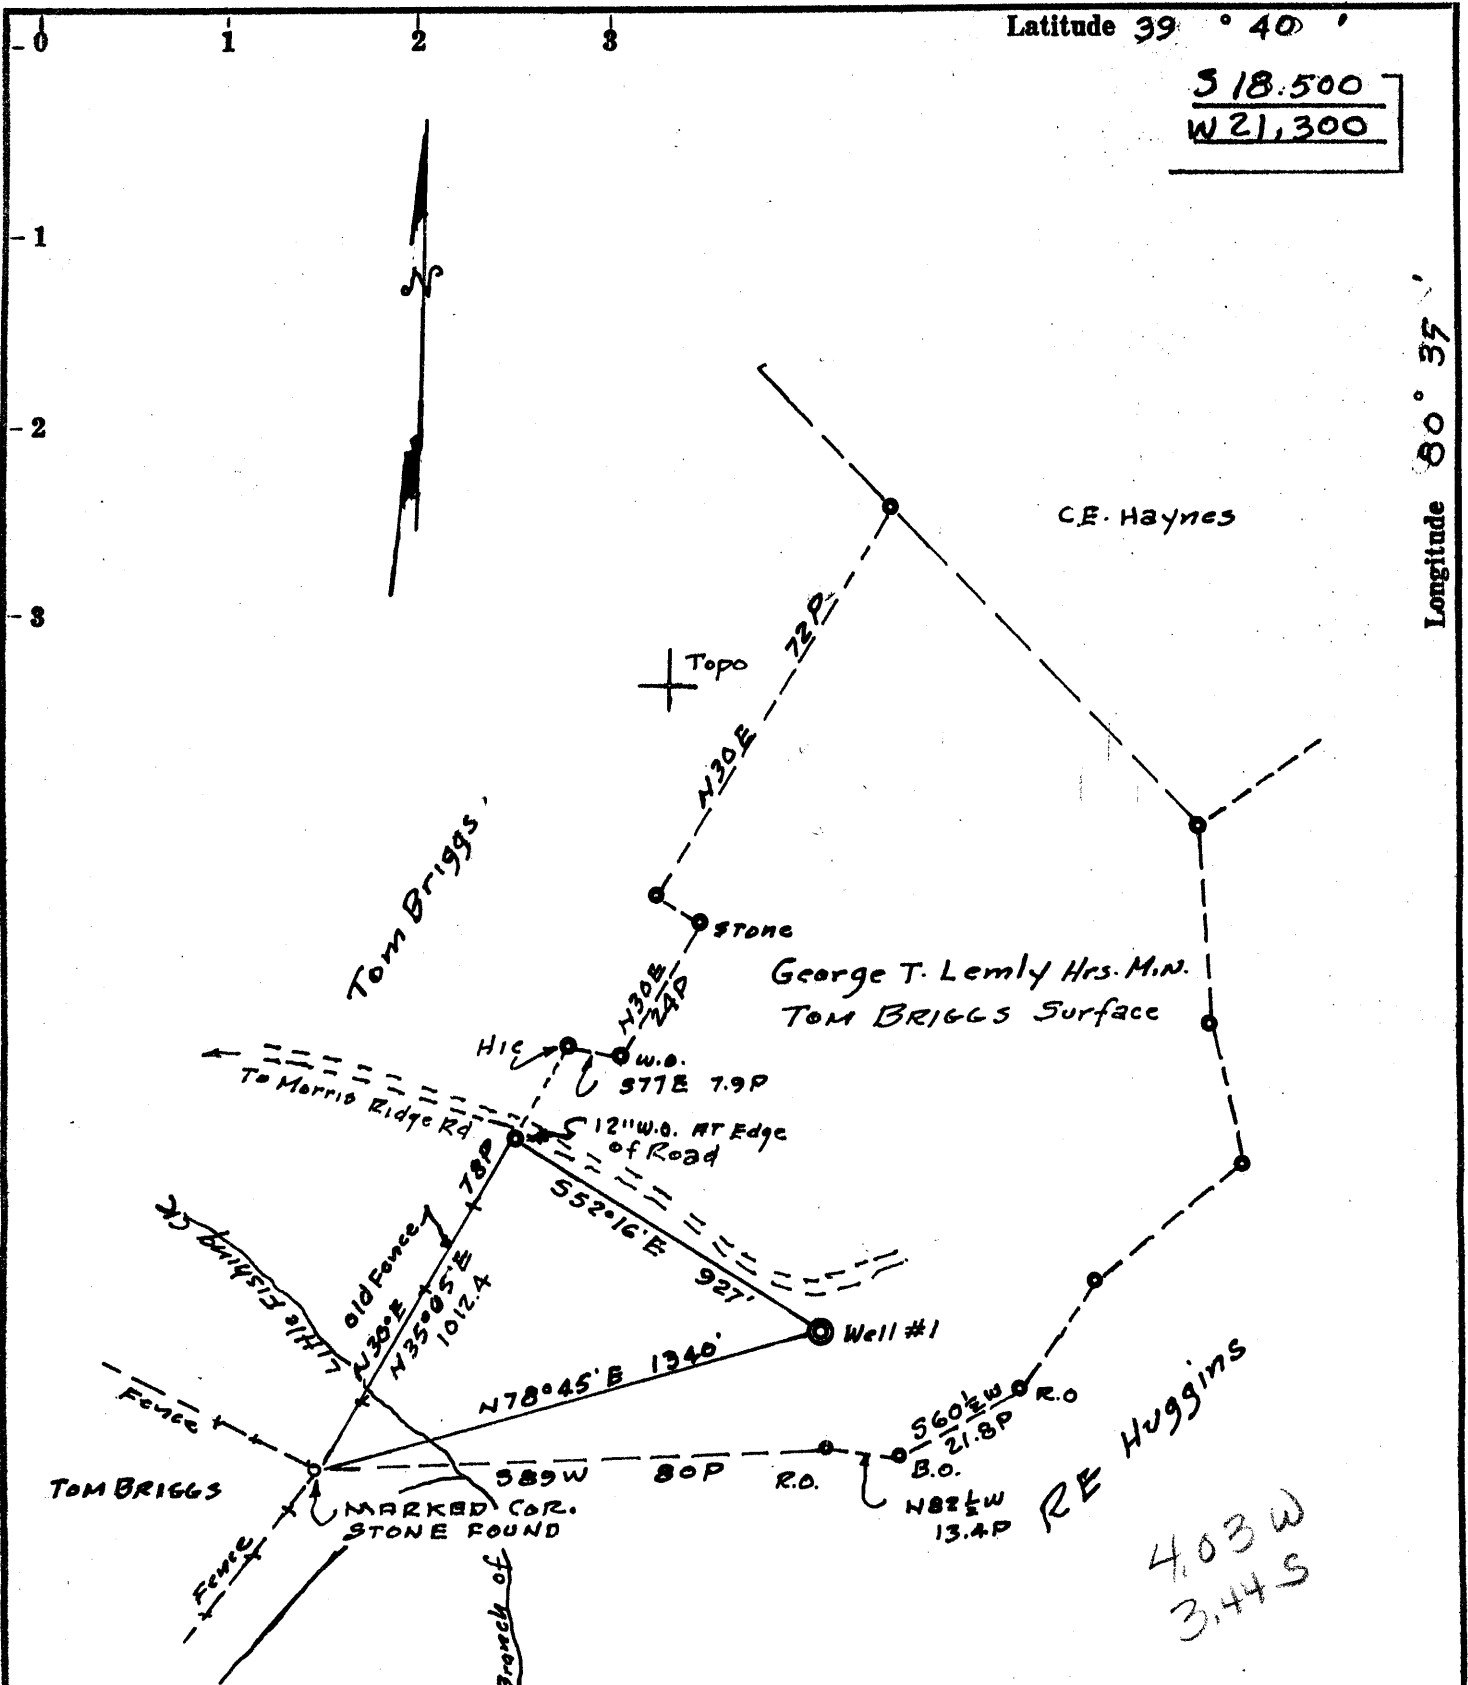 0 1 2 3 Latitude 39 ° 40 '
S 18.500
W 21,300
- 1
- 2
- 3
Longitude 80° 35'
N
C.E. Haynes
72P
N30E
Topo
Tom Briggs
STone
N30E
24P
George T. Lemly Hrs. M.N.
TOM BRIGGS Surface
Hic
W.O.
S77E 7.9P
To Morris Ridge Rd
12" W.O. AT Edge
of Road
78P
S52°16'E 927'
Old Fence
N30°E
N35°05'E
1012.4
Little Fishing CK
Well #1
N78°45'E 1340'
Fence
S60½W
21.8P
R.O
RE Huggins
TOM BRIGGS
S89W 80P
R.O.
B.O.
N82½W
13.4P
MARKED COR.
STONE FOUND
Fence
Branch of
4.03 W
3.44 S